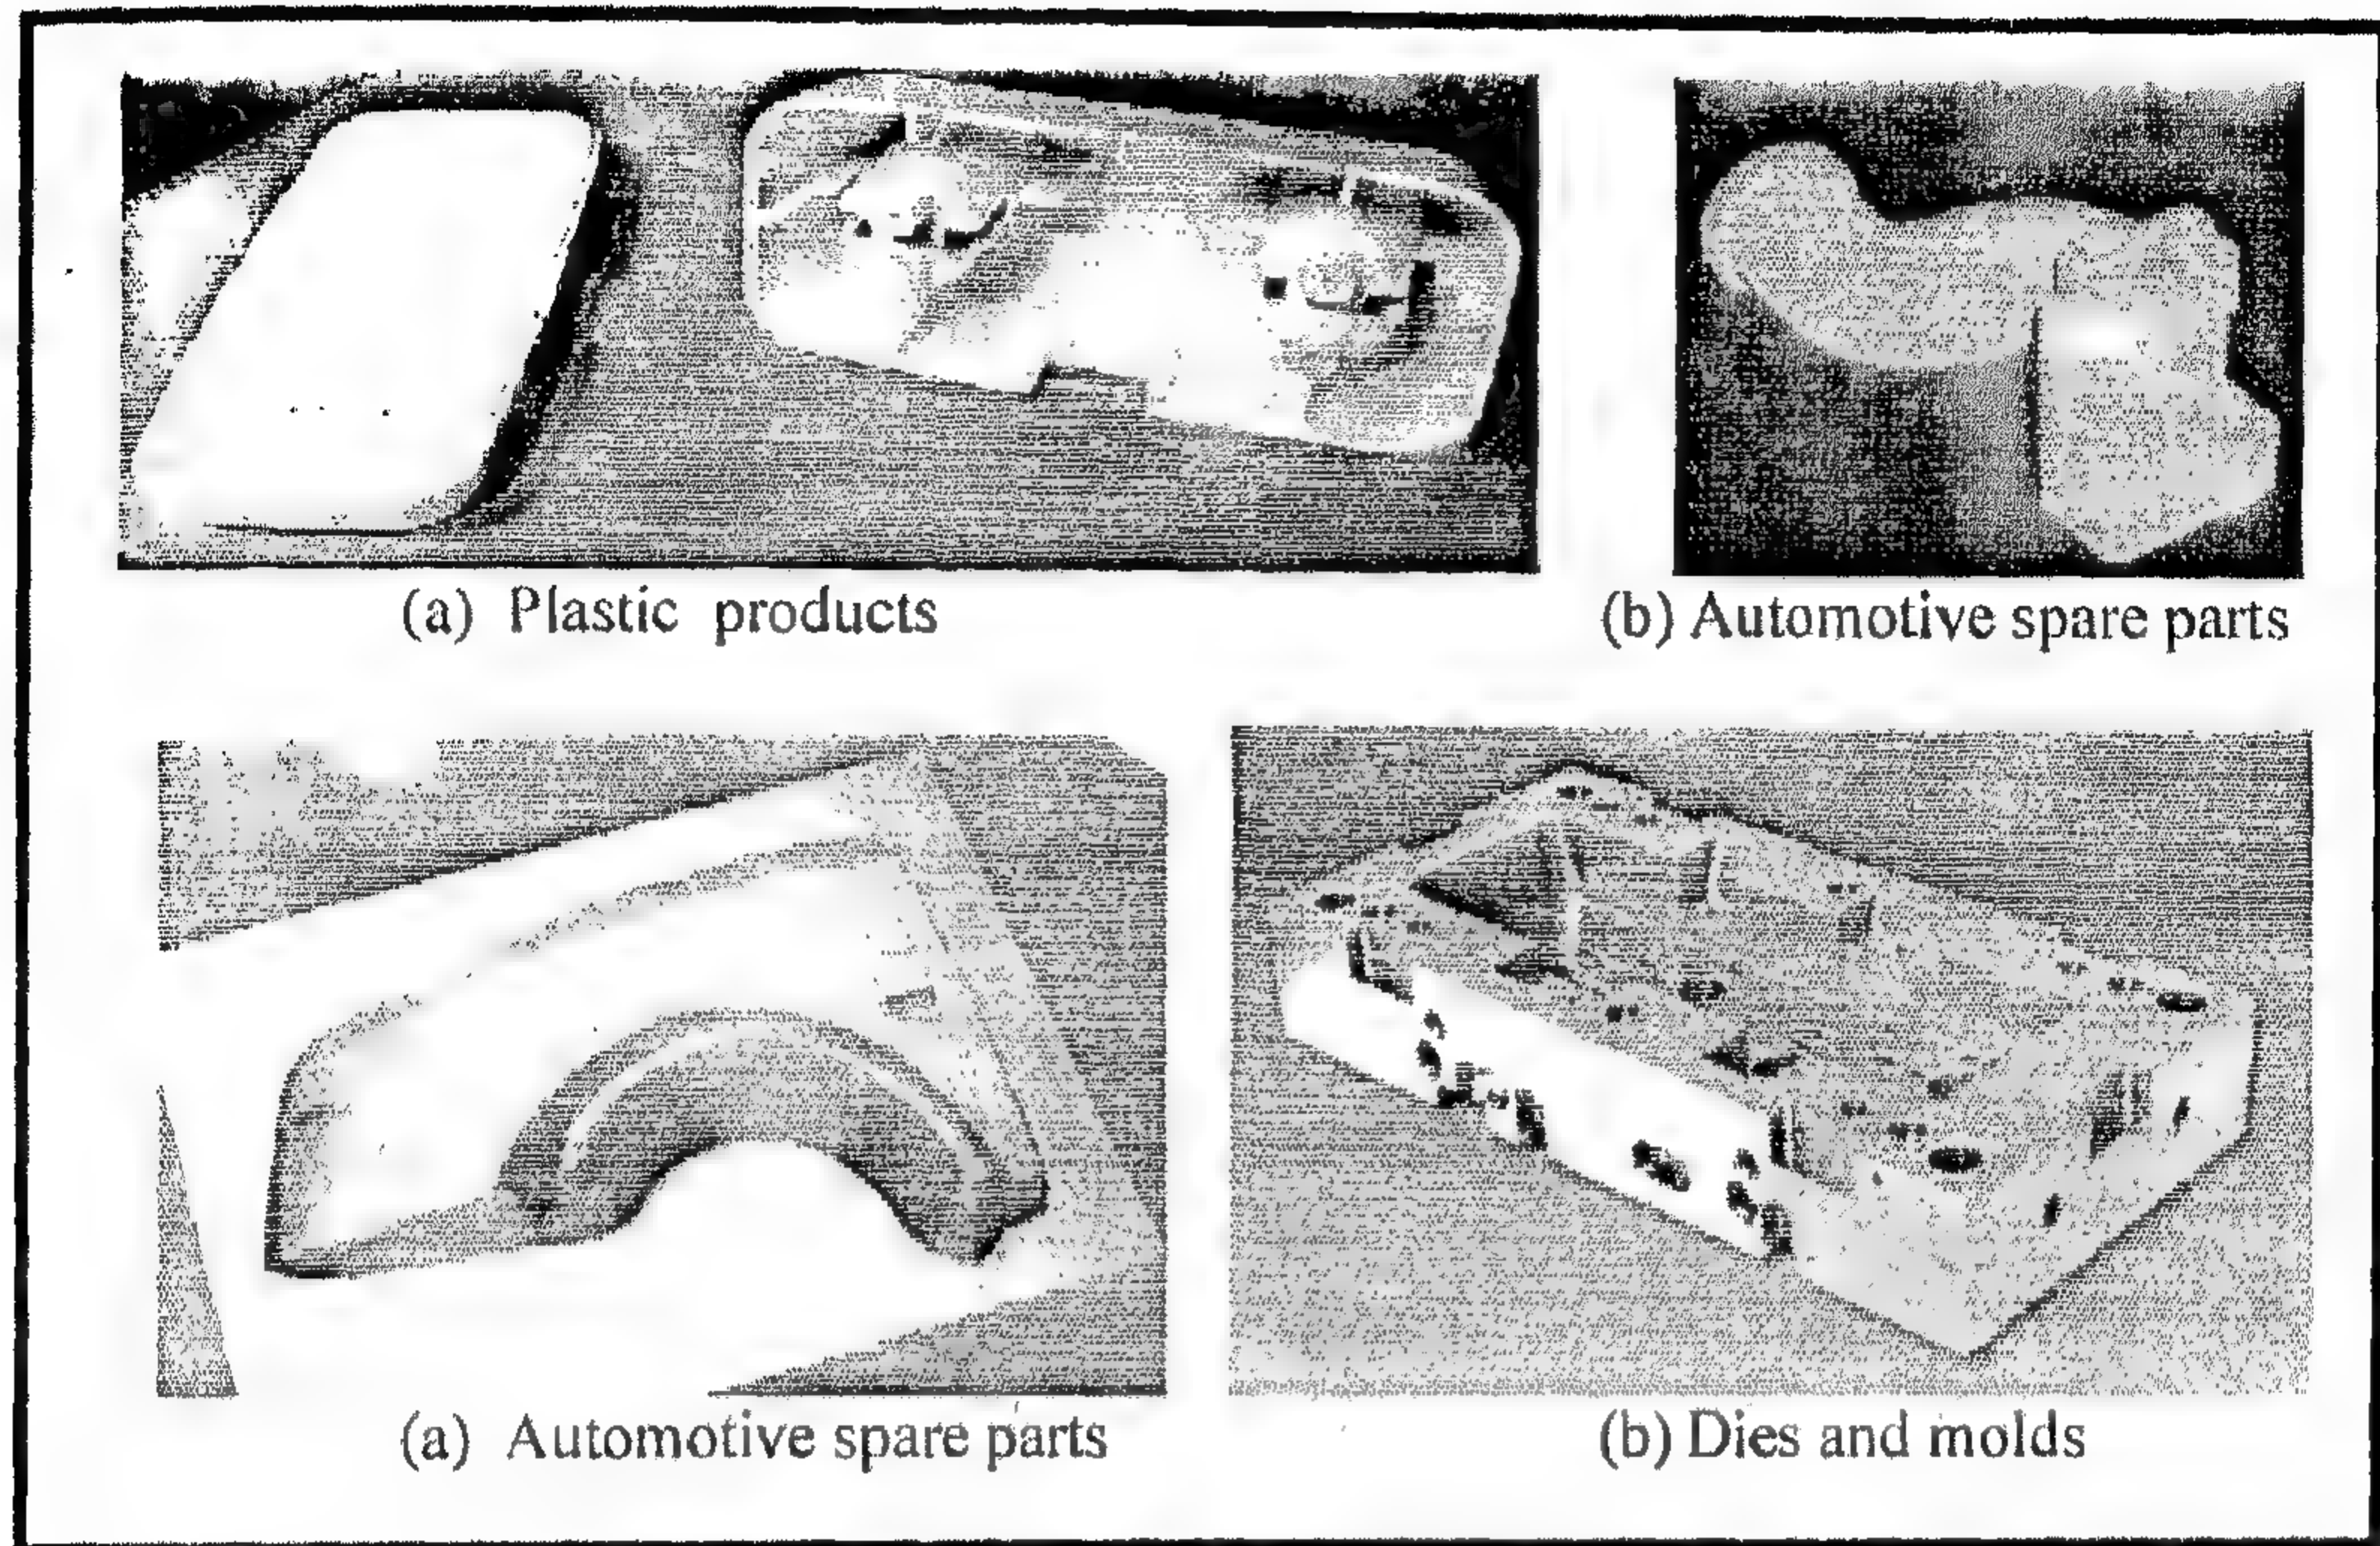 (a) Plastic products
(b) Automotive spare parts
(a) Automotive spare parts
(b) Dies and molds